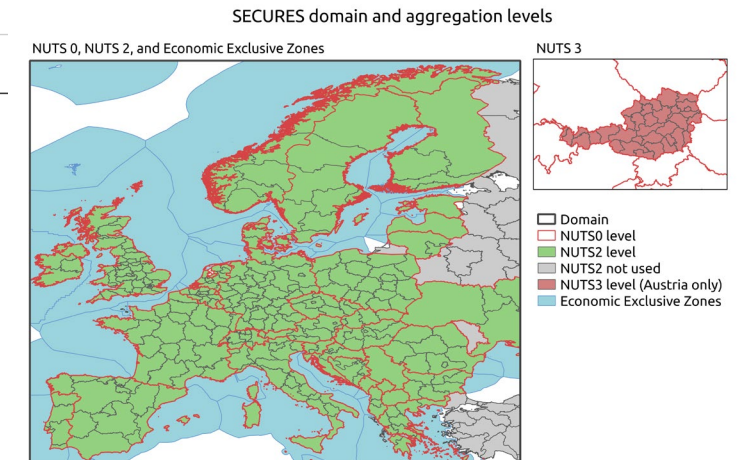 SECURES domain and aggregation levels
NUTS 0, NUTS 2, and Economic Exclusive Zones
NUTS 3
Domain
NUTS0 level
NUTS2 level
NUTS2 not used
NUTS3 level (Austria only)
Economic Exclusive Zones